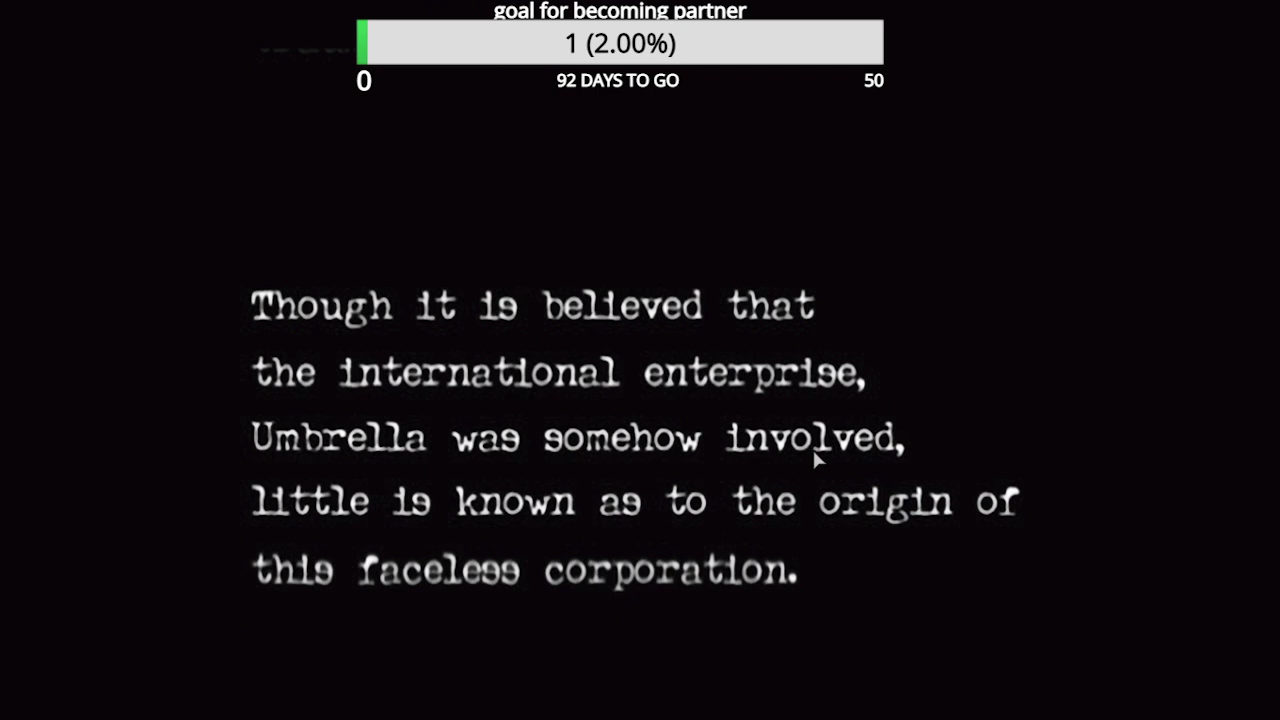 goal for becoming partner
1 (2.00%)
0 92 DAYS TO GO 50
Though it is believed that
the international enterprise,
Umbrella was somehow involved,
little is known as to the origin of
this faceless corporation.